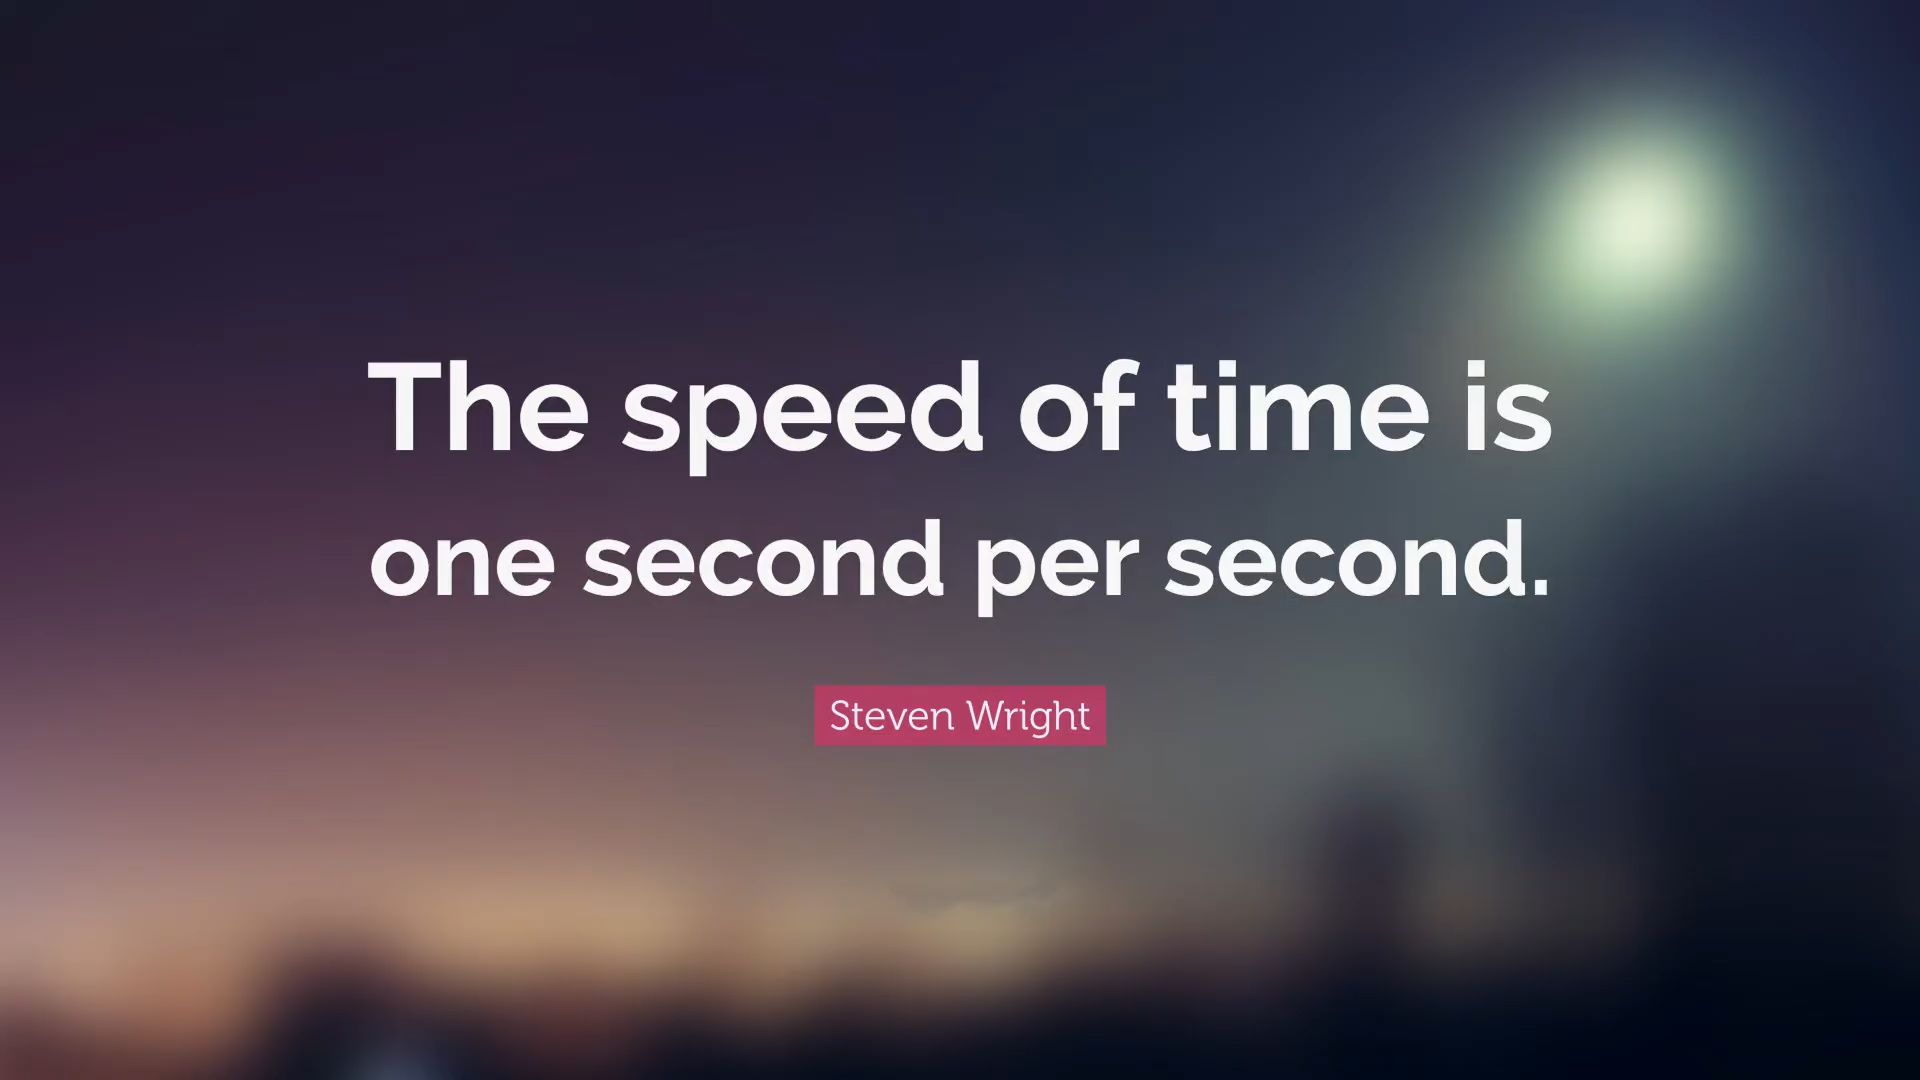 The speed of time is
one second per second.
Steven Wright